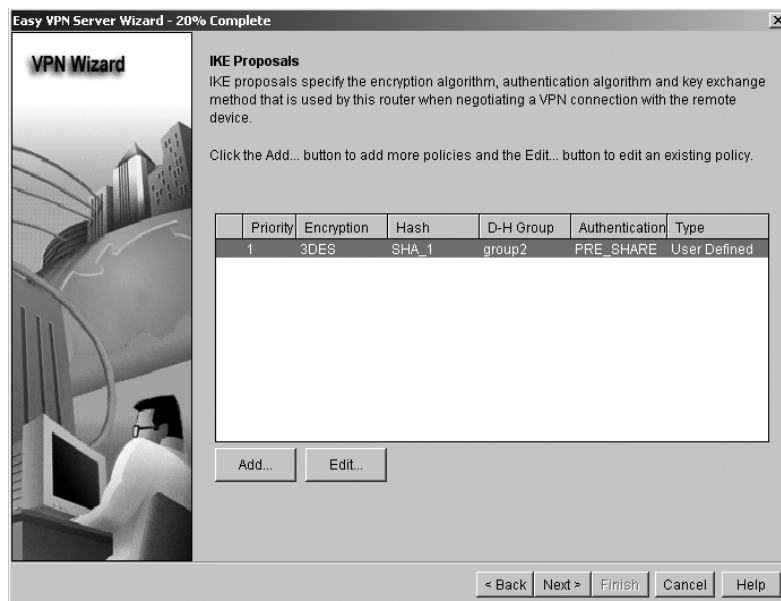 Easy VPN Server Wizard - 20% Complete
VPN Wizard
IKE Proposals
IKE proposals specify the encryption algorithm, authentication algorithm and key exchange
method that is used by this router when negotiating a VPN connection with the remote
device.
Click the Add... button to add more policies and the Edit... button to edit an existing policy.
Priority Encryption Hash D-H Group Authentication Type
1 3DES SHA_1 group2 PRE_SHARE User Defined
Add... Edit...
< Back Next > Finish Cancel Help